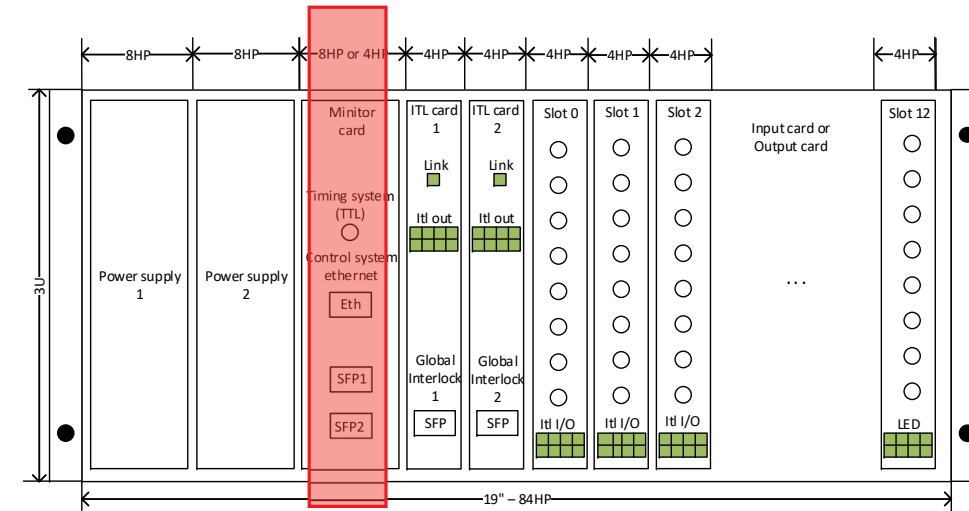 8HP 8HP 8HP or 4HP 4HP 4HP 4HP 4HP 4HP
3U
Power supply
1
Power supply
2
Minitor
card
Timing system
(TTL)
Control system
ethernet
Eth
SFP1
SFP2
ITL card
1
Link
Itl out
Global
Interlock
1
SFP
ITL card
2
Link
Itl out
Global
Interlock
2
SFP
Slot 0
Itl I/O
Slot 1
Itl I/O
Slot 2
Itl I/O
Input card or
Output card
...
Slot 12
LED
19" – 84HP